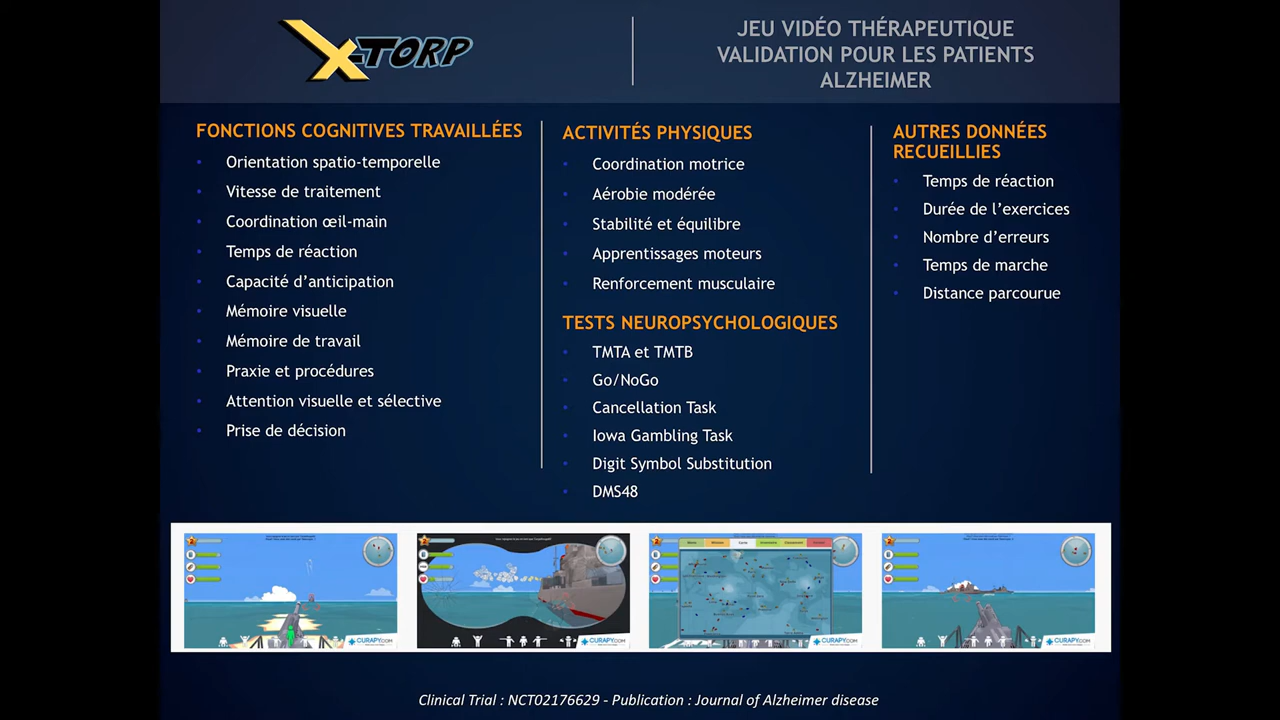 X-TORP
JEU VIDÉO THÉRAPEUTIQUE
VALIDATION POUR LES PATIENTS
ALZHEIMER
FONCTIONS COGNITIVES TRAVAILLÉES
Orientation spatio-temporelle
Vitesse de traitement
Coordination œil-main
Temps de réaction
Capacité d’anticipation
Mémoire visuelle
Mémoire de travail
Praxie et procédures
Attention visuelle et sélective
Prise de décision
ACTIVITÉS PHYSIQUES
Coordination motrice
Aérobie modérée
Stabilité et équilibre
Apprentissages moteurs
Renforcement musculaire
TESTS NEUROPSYCHOLOGIQUES
TMTA et TMTB
Go/NoGo
Cancellation Task
Iowa Gambling Task
Digit Symbol Substitution
DMS48
AUTRES DONNÉES
RECUEILLIES
Temps de réaction
Durée de l’exercices
Nombre d’erreurs
Temps de marche
Distance parcourue
CURAPY.COM
CURAPY.COM
CURAPY.COM
CURAPY.COM
Clinical Trial : NCT02176629 - Publication : Journal of Alzheimer disease